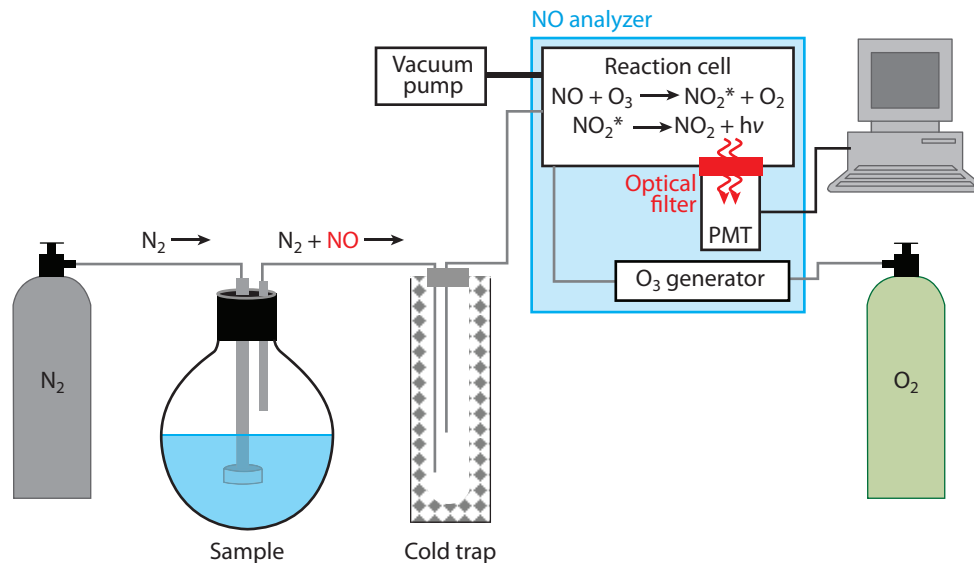 NO analyzer
Vacuum
pump
Reaction cell
NO + O₃ ⟶ NO₂* + O₂
NO₂* ⟶ NO₂ + hν
Optical
filter
PMT
N₂ ⟶
N₂ + NO ⟶
O₃ generator
N₂
O₂
Sample
Cold trap